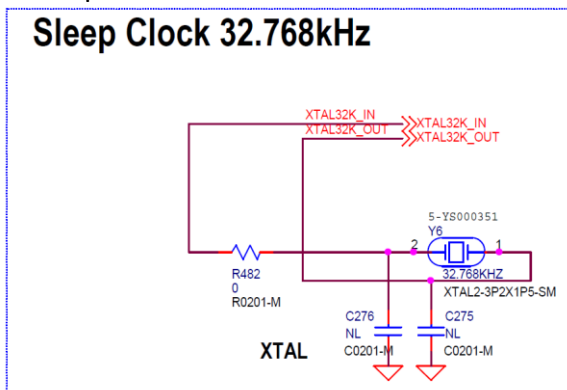 Sleep Clock 32.768kHz
XTAL32K_IN
XTAL32K_IN
XTAL32K_OUT
XTAL32K_OUT
5-YS000351
Y6
2
1
R482
0
R0201-M
32.768KHZ
XTAL2-3P2X1P5-SM
C276
NL
C0201-M
C275
NL
C0201-M
XTAL